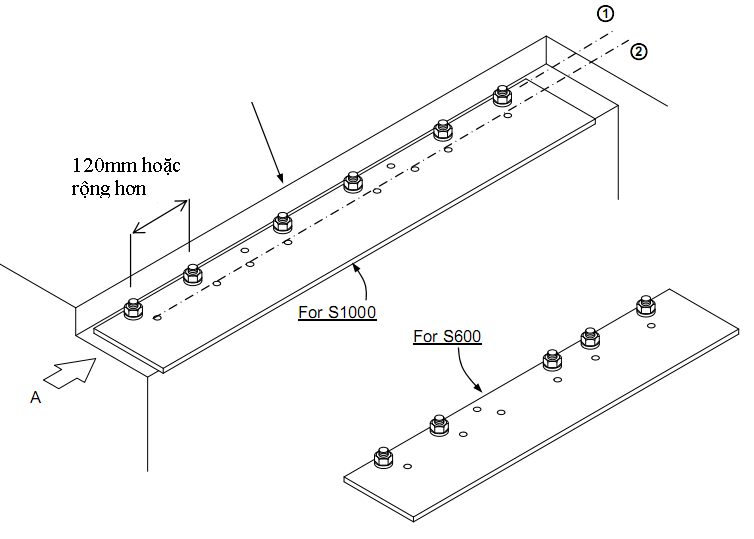 ①
②
120mm hoặc
rộng hơn
For S1000
For S600
A